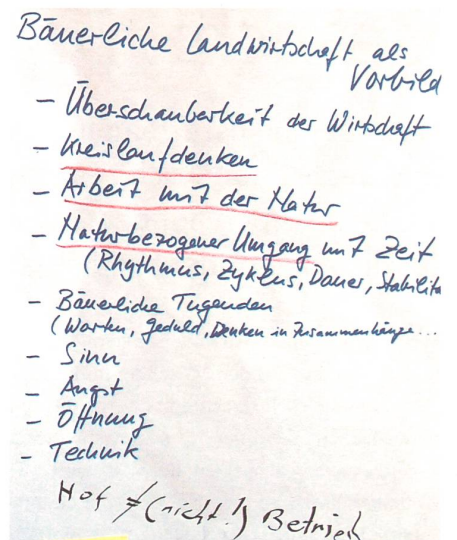 Bäuerliche Landwirtschaft als
Vorbild
- Überschaubarkeit der Wirtschaft
- Kreislaufdenken
- Arbeit mit der Natur
- Naturbezogener Umgang mit Zeit
(Rhythmus, Zyklus, Dauer, Stabilitä
- Bäuerliche Tugenden
(Warten, Geduld, Denken in Zusammenhänge...
- Sinn
- Angst
- Öffnung
- Technik
Hof ≠ (nicht!) Betrieb